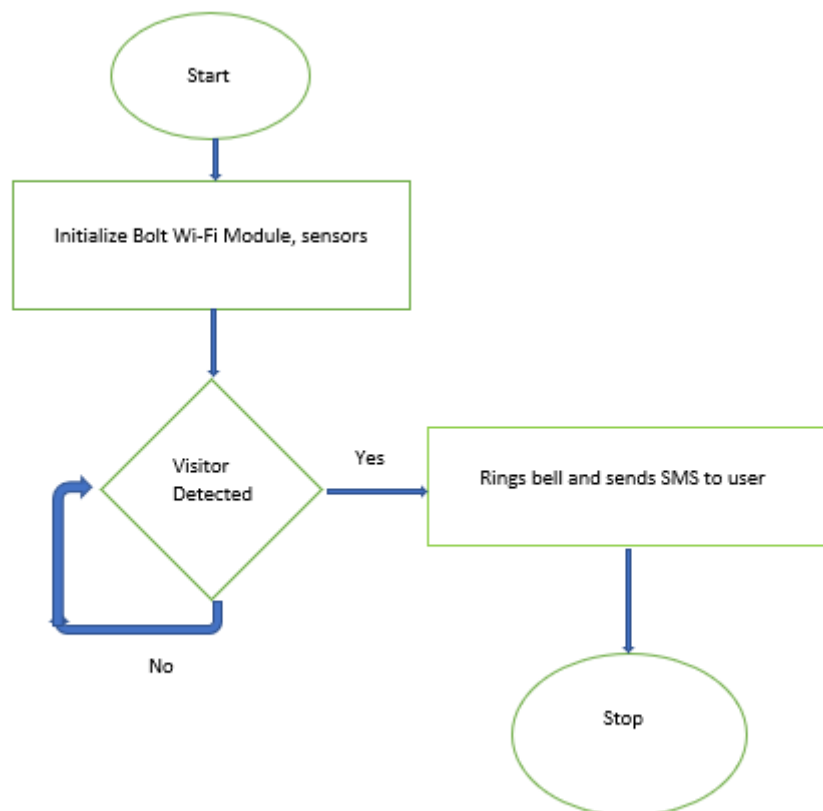 Start
Initialize Bolt Wi-Fi Module, sensors
Visitor
Detected
Yes
Rings bell and sends SMS to user
No
Stop